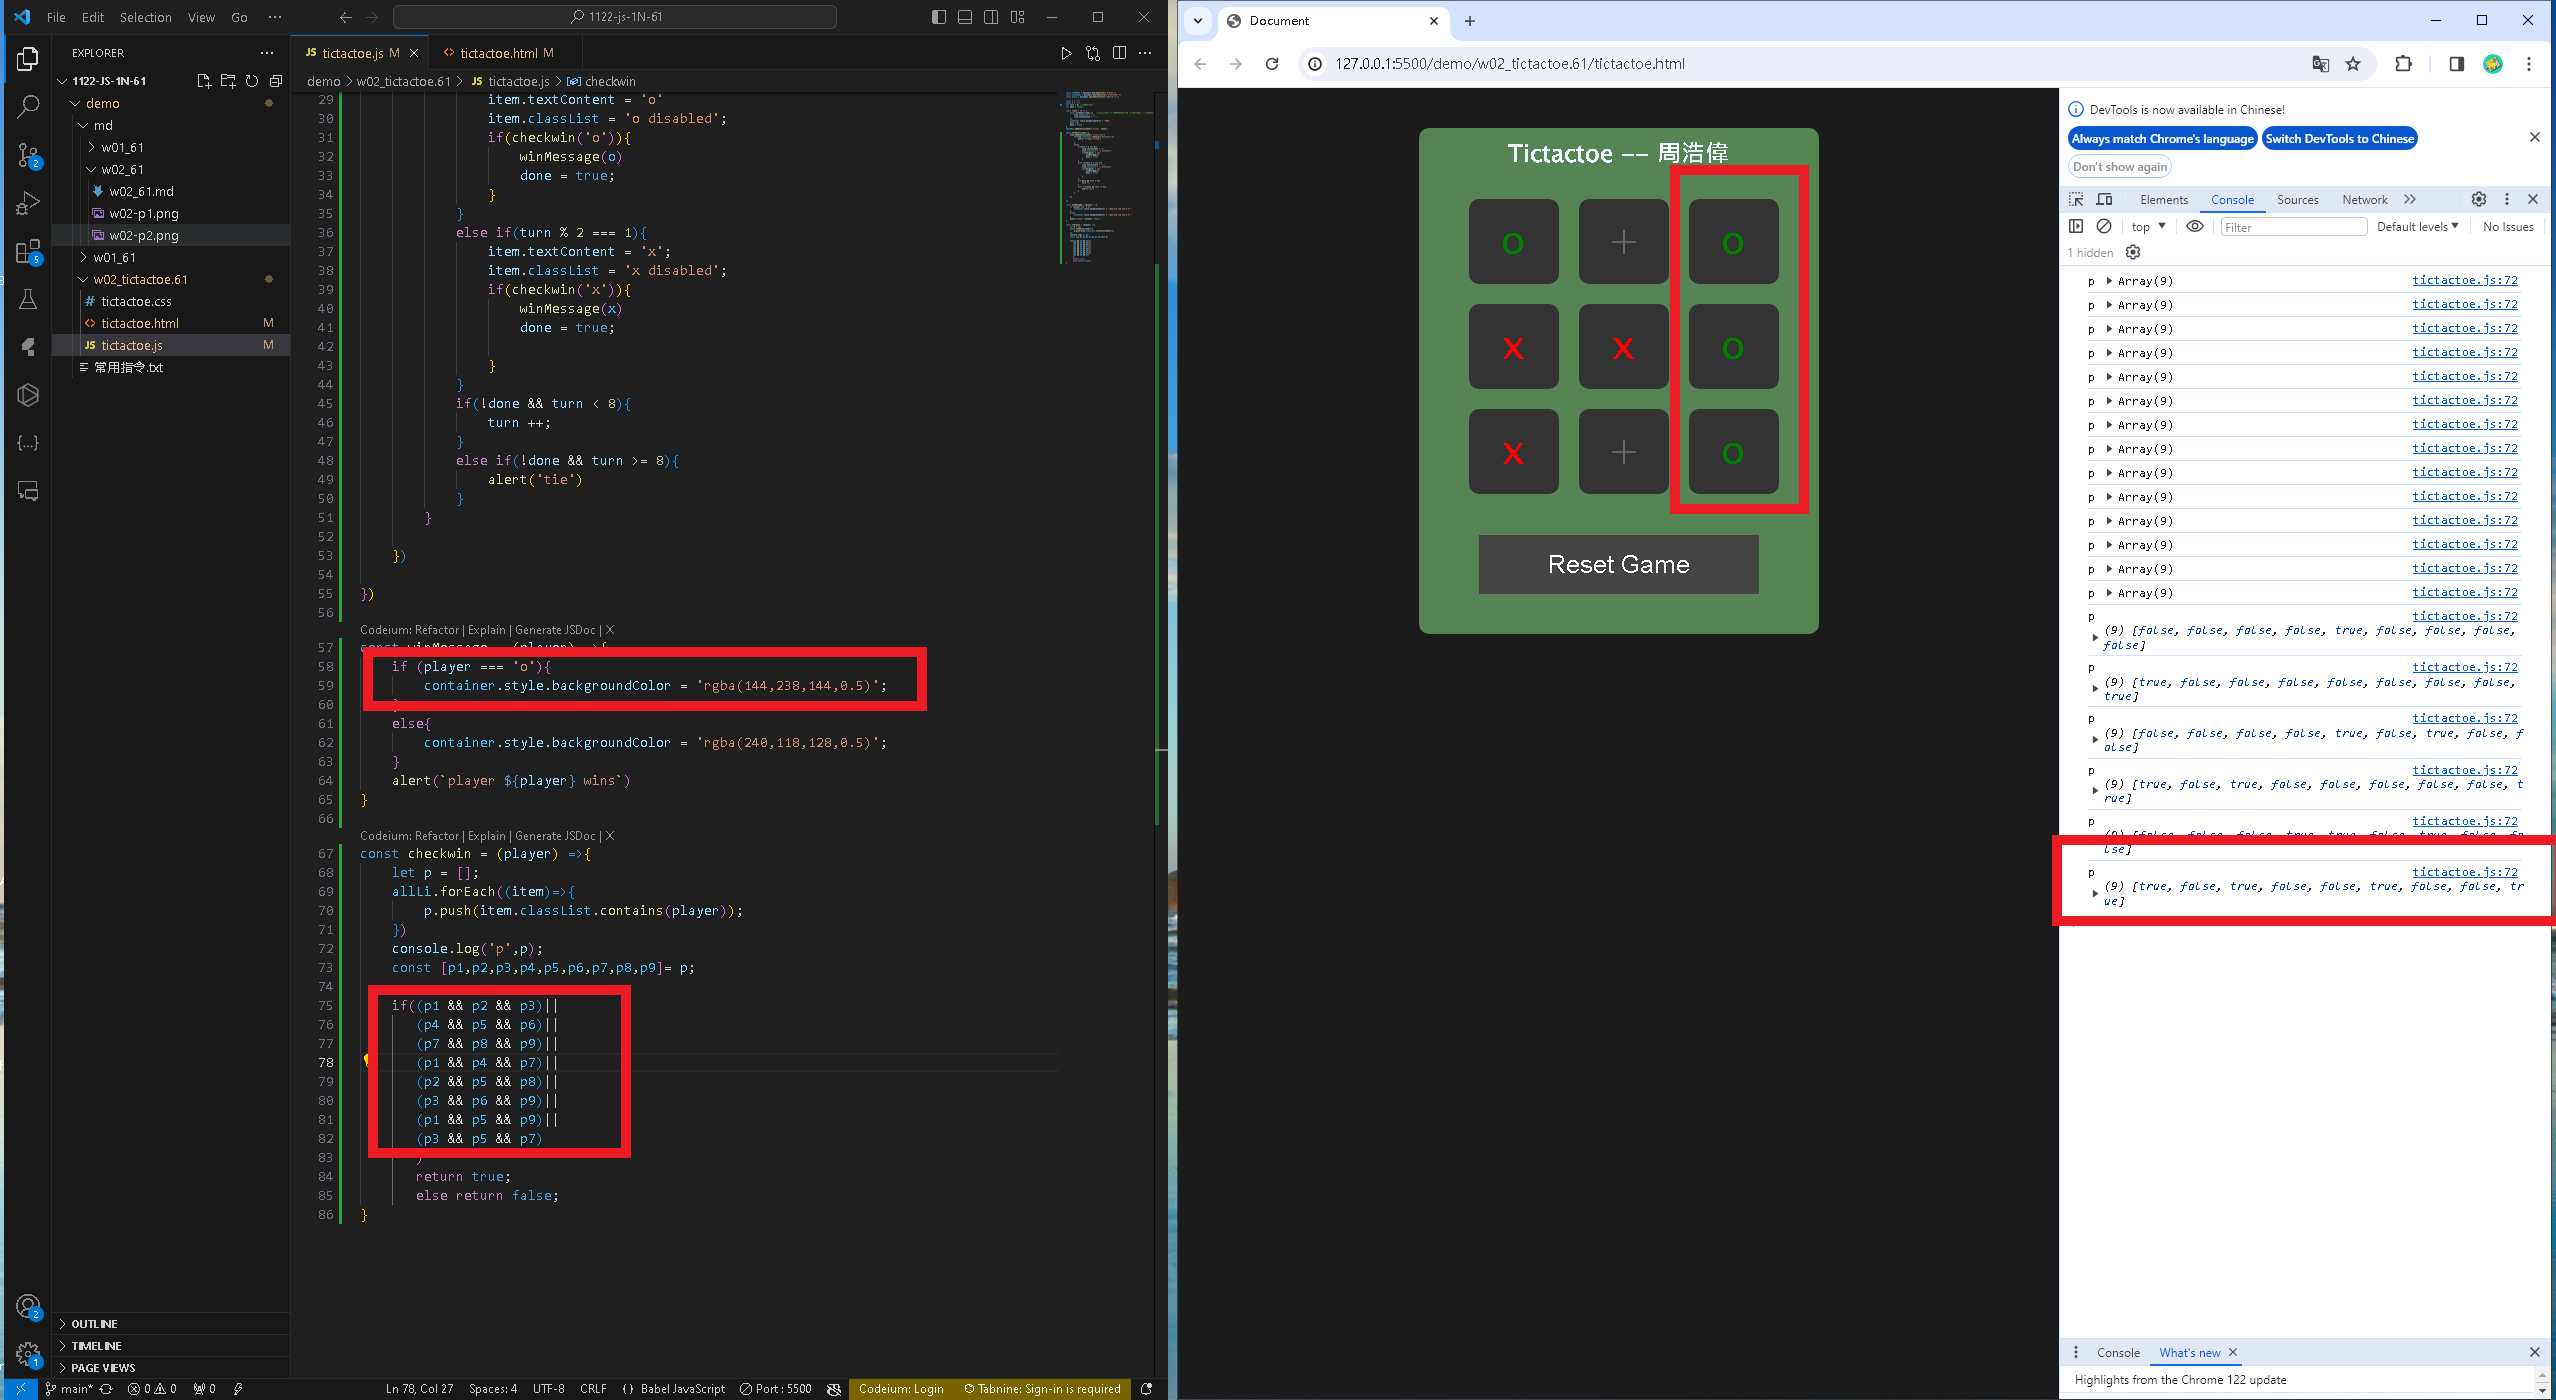 File Edit Selection View Go ···
1122-js-1N-61
EXPLORER ···
1122-JS-1N-61
demo
md
w01_61
w02_61
w02_61.md
w02-p1.png
w02-p2.png
w01_61
w02_tictactoe.61
tictactoe.css
tictactoe.html M
tictactoe.js M
常用指令.txt
OUTLINE
TIMELINE
PAGE VIEWS
2
5
2
1
JS tictactoe.js M
tictactoe.html M
demo > w02_tictactoe.61 > JS tictactoe.js > checkwin
29 item.textContent = 'o'
30 item.classList = 'o disabled';
31 if(checkwin('o')){
32 winMessage(o)
33 done = true;
34 }
35 }
36 else if(turn % 2 === 1){
37 item.textContent = 'x';
38 item.classList = 'x disabled';
39 if(checkwin('x')){
40 winMessage(x)
41 done = true;
42
43 }
44 }
45 if(!done && turn < 8){
46 turn ++;
47 }
48 else if(!done && turn >= 8){
49 alert('tie')
50 }
51 }
52
53 })
54
55 })
56
Codeium: Refactor | Explain | Generate JSDoc | X
57 const winMessage = (player) =>{
58 if (player === 'o'){
59 container.style.backgroundColor = 'rgba(144,238,144,0.5)';
60 }
61 else{
62 container.style.backgroundColor = 'rgba(240,118,128,0.5)';
63 }
64 alert(`player ${player} wins`)
65 }
66
Codeium: Refactor | Explain | Generate JSDoc | X
67 const checkwin = (player) =>{
68 let p = [];
69 allLi.forEach((item)=>{
70 p.push(item.classList.contains(player));
71 })
72 console.log('p',p);
73 const [p1,p2,p3,p4,p5,p6,p7,p8,p9]= p;
74
75 if((p1 && p2 && p3)||
76 (p4 && p5 && p6)||
77 (p7 && p8 && p9)||
78 (p1 && p4 && p7)||
79 (p2 && p5 && p8)||
80 (p3 && p6 && p9)||
81 (p1 && p5 && p9)||
82 (p3 && p5 && p7)
83 )
84 return true;
85 else return false;
86 }
main* 0 0 0 Ln 78, Col 27 Spaces: 4 UTF-8 CRLF {} Babel JavaScript Port : 5500 Codeium: Login Tabnine: Sign-in is required
Document
127.0.0.1:5500/demo/w02_tictactoe.61/tictactoe.html
Tictactoe -- 周浩偉
o + o
x x o
x + o
Reset Game
DevTools is now available in Chinese!
Always match Chrome's language Switch DevTools to Chinese
Don't show again
Elements Console Sources Network
top Filter Default levels No Issues
1 hidden
p Array(9) tictactoe.js:72
p Array(9) tictactoe.js:72
p Array(9) tictactoe.js:72
p Array(9) tictactoe.js:72
p Array(9) tictactoe.js:72
p Array(9) tictactoe.js:72
p Array(9) tictactoe.js:72
p Array(9) tictactoe.js:72
p Array(9) tictactoe.js:72
p Array(9) tictactoe.js:72
p Array(9) tictactoe.js:72
p Array(9) tictactoe.js:72
p Array(9) tictactoe.js:72
p Array(9) tictactoe.js:72
p tictactoe.js:72
(9) [false, false, false, false, true, false, false, false,
false]
p tictactoe.js:72
(9) [true, false, false, false, false, false, false, false,
true]
p tictactoe.js:72
(9) [false, false, false, false, true, false, true, false, f
alse]
p tictactoe.js:72
(9) [true, false, true, false, false, false, false, false, t
rue]
p tictactoe.js:72
(9) [false, false, false, true, true, false, true, false, fa
lse]
p tictactoe.js:72
(9) [true, false, true, false, false, true, false, false, tr
ue]
Console What's new
Highlights from the Chrome 122 update